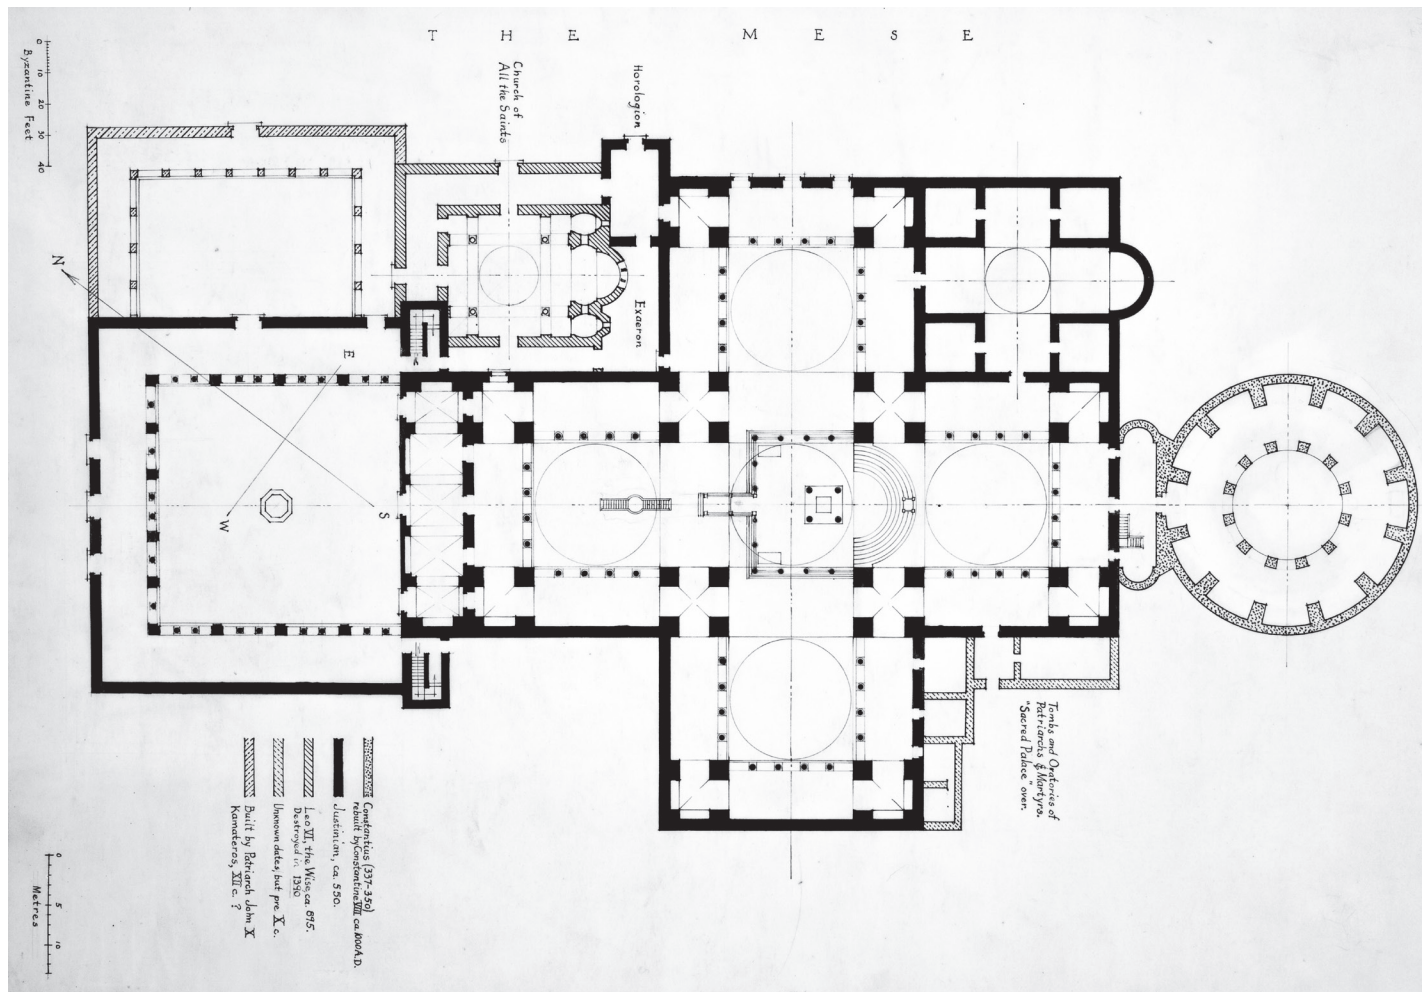 THE MESE
0
10
20
30
40
Byzantine Feet
Church of
All the Saints
Horologion
Exaeron
N
E
W
S
Tombs and Oratories of
Patriarchs & Martyrs.
"Sacred Palace" over.
Constantius (337-350)
rebuilt by Constantine VIII ca. 1000 A.D.
Justinian, ca. 550.
Leo VI, the Wise, ca. 895.
Destroyed in 1390
Unknown dates, but pre X c.
Built by Patriarch John X
Kamateros, XII c. ?
0
5
10
Metres